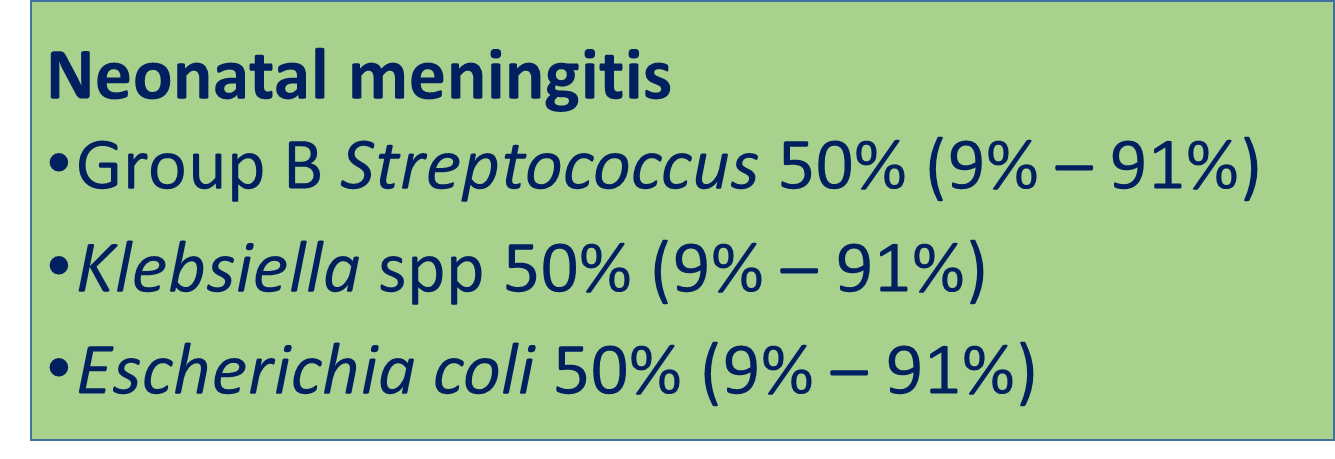 Neonatal meningitis
•Group B Streptococcus 50% (9% – 91%)
•Klebsiella spp 50% (9% – 91%)
•Escherichia coli 50% (9% – 91%)